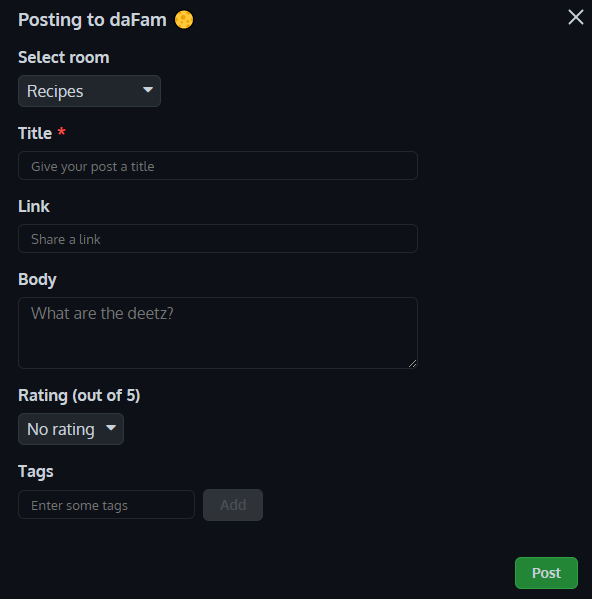 Posting to daFam
Select room
Recipes
Title *
Give your post a title
Link
Share a link
Body
What are the deetz?
Rating (out of 5)
No rating
Tags
Enter some tags
Add
Post